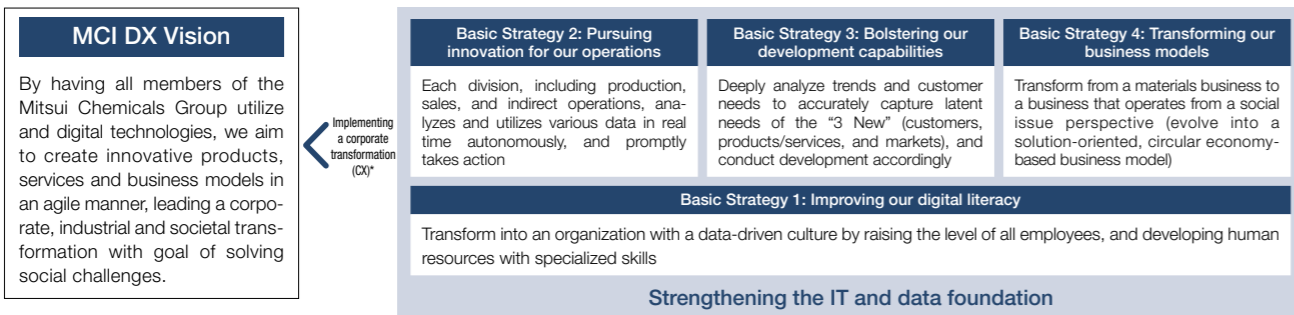 MCI DX Vision
By having all members of the
Mitsui Chemicals Group utilize
and digital technologies, we aim
to create innovative products,
services and business models in
an agile manner, leading a corpo-
rate, industrial and societal trans-
formation with goal of solving
social challenges.
Implementing
a corporate
transformation
(CX)*
Basic Strategy 2: Pursuing
innovation for our operations
Each division, including production,
sales, and indirect operations, ana-
lyzes and utilizes various data in real
time autonomously, and promptly
takes action
Basic Strategy 3: Bolstering our
development capabilities
Deeply analyze trends and customer
needs to accurately capture latent
needs of the “3 New” (customers,
products/services, and markets), and
conduct development accordingly
Basic Strategy 4: Transforming our
business models
Transform from a materials business to
a business that operates from a social
issue perspective (evolve into a
solution-oriented, circular economy-
based business model)
Basic Strategy 1: Improving our digital literacy
Transform into an organization with a data-driven culture by raising the level of all employees, and developing human
resources with specialized skills
Strengthening the IT and data foundation